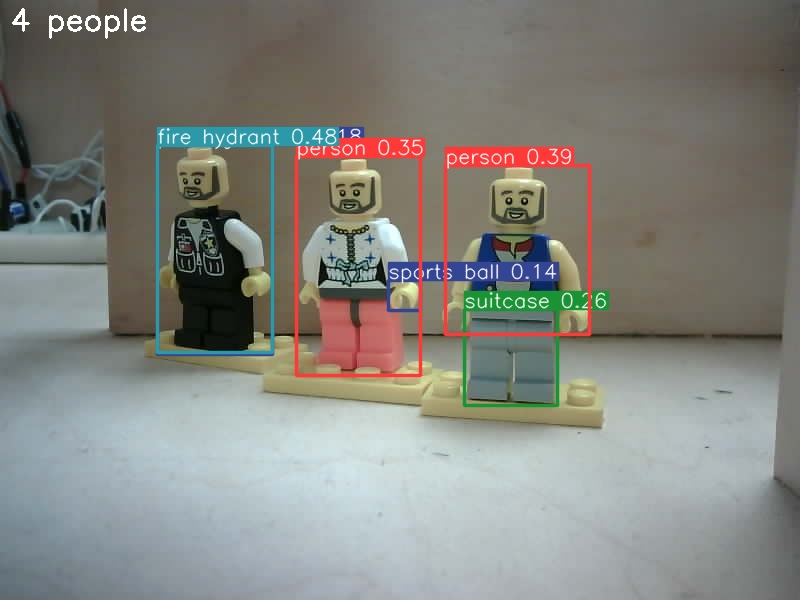 4 people
fire hydrant 0.48
18
person 0.35
person 0.39
sports ball 0.14
suitcase 0.26